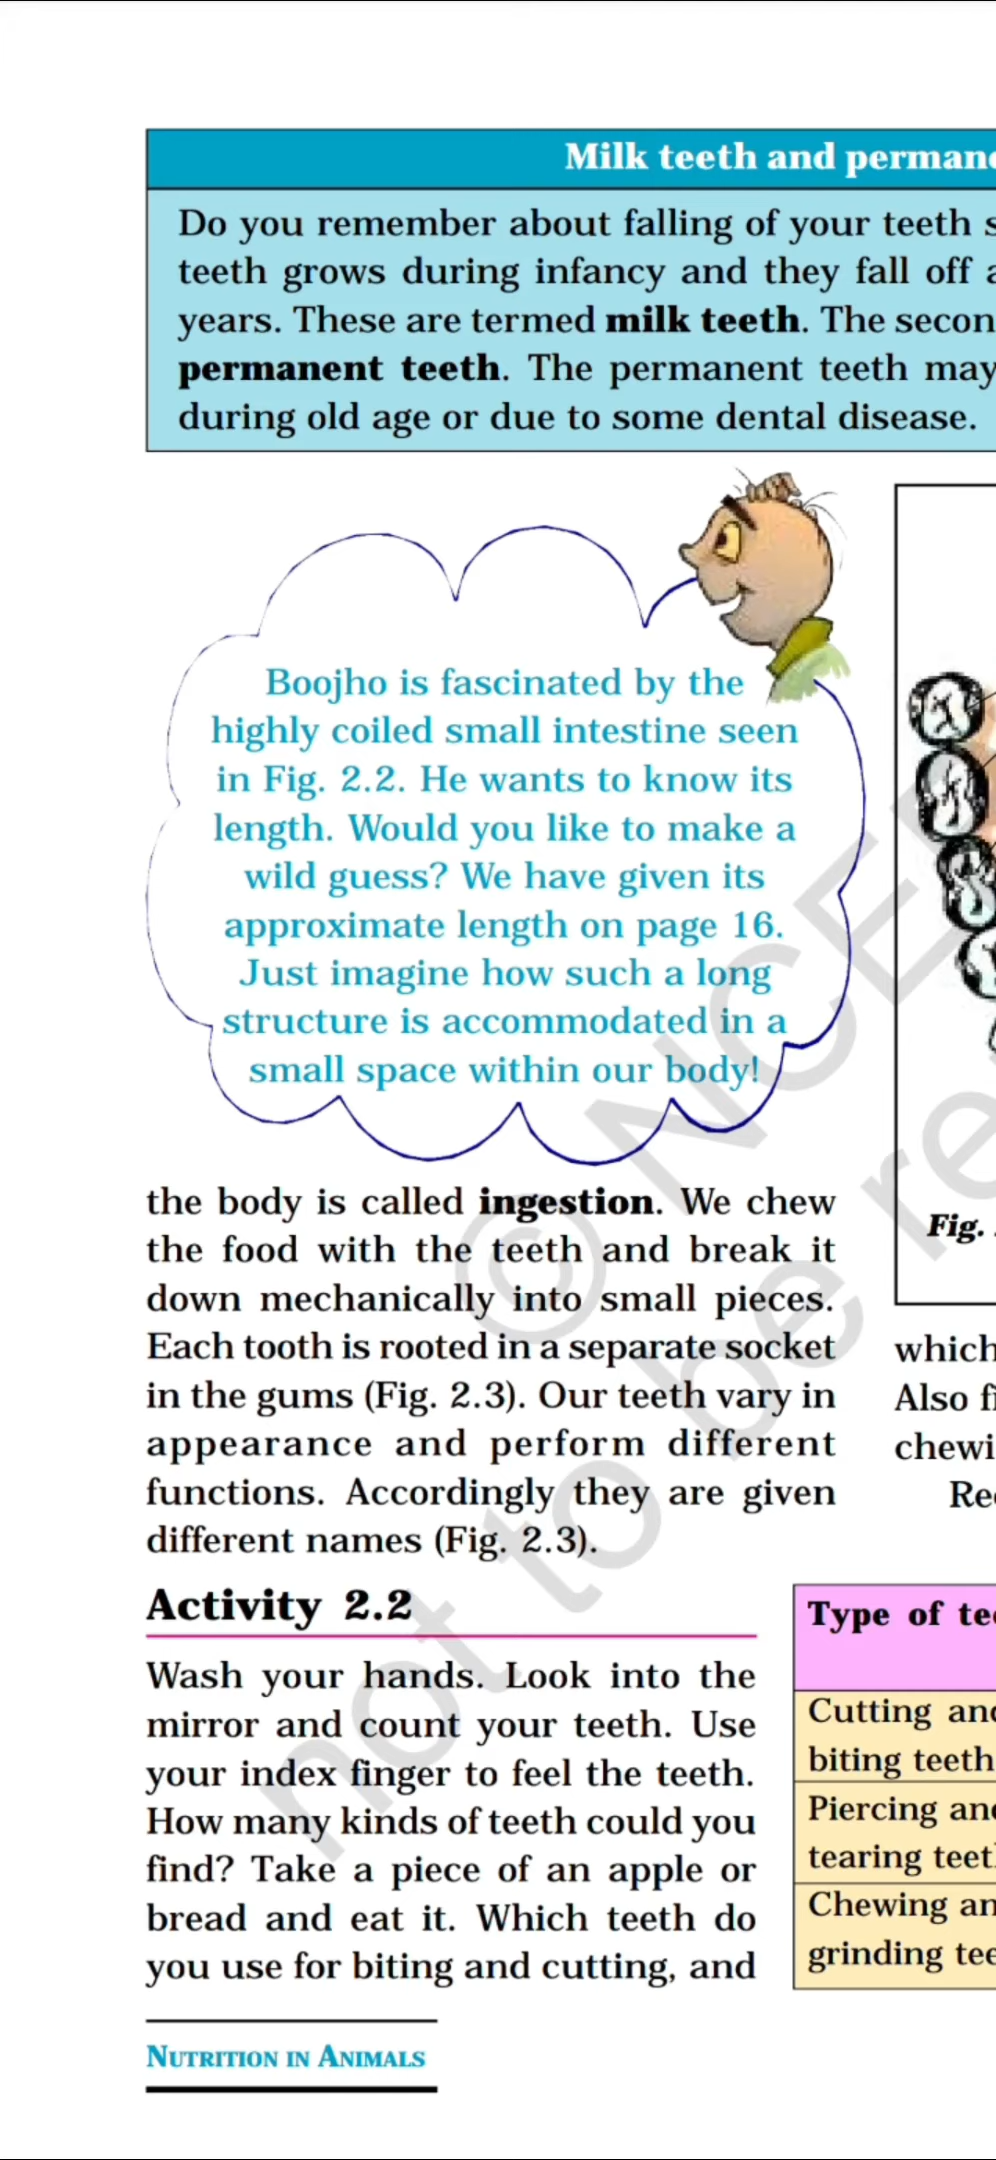 Milk teeth and
Do you remember about falling of your teeth
teeth grows during infancy and they fall off
years. These are termed milk teeth. The
permanent teeth. The permanent teeth may
during old age or due to some dental disease.
Boojho is fascinated by the
highly coiled small intestine seen
in Fig. 2.2. He wants to know its
length. Would you like to make a
wild guess? We have given its
approximate length on page 16.
Just imagine how such a long
structure is accommodated in a
small space within our body!
the body is called ingestion. We chew
the food with the teeth and break it
down mechanically into small pieces.
Each tooth is rooted in a separate socket
in the gums (Fig. 2.3). Our teeth vary in
appearance and perform different
functions. Accordingly they are given
different names (Fig. 2.3).
Activity 2.2
Wash your hands. Look into the
mirror and count your teeth. Use
your index finger to feel the teeth.
How many kinds of teeth could you
find? Take a piece of an apple or
bread and eat it. Which teeth do
you use for biting and cutting, and
Fig.
which
Also
Type of
Cutting
biting teeth
Piercing
tearing
Chewing
grinding
NUTRITION IN ANIMALS
©
not to be